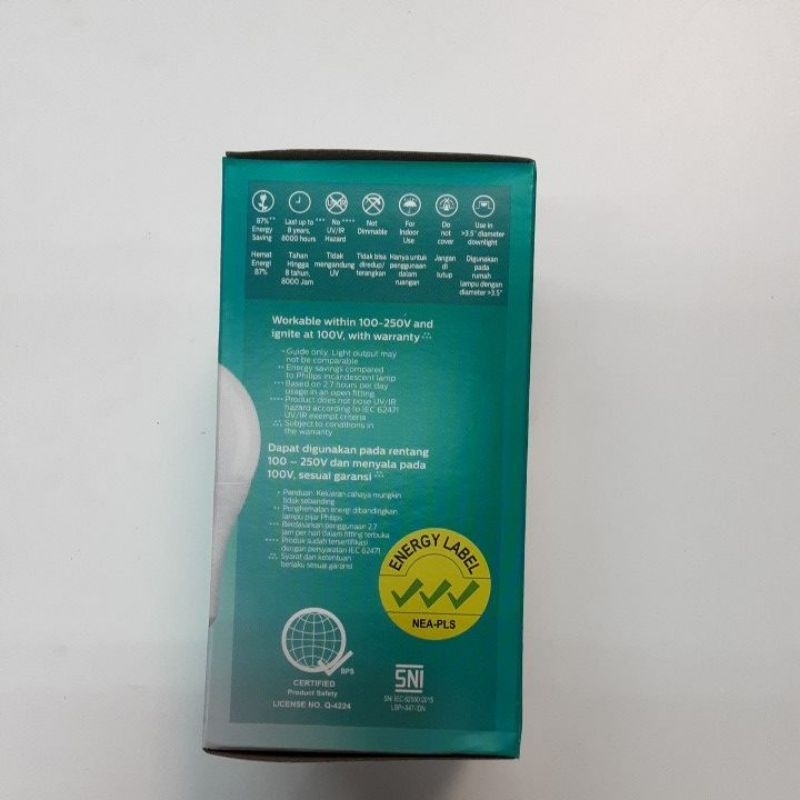 87%**
Energy
Saving
Last up to ***
8 years,
8000 hours
No ****
UV/IR
Hazard
Not
Dimmable
For
Indoor
Use
Do
not
cover
Use in
>3.5" diameter
downlight
Hemat
Energi
87%
Tahan
Hingga
8 tahun,
8000 Jam
Tidak
mengandung
UV
Tidak bisa
diredup/
terangkan
Hanya untuk
penggunaan
dalam
ruangan
Jangan
di
tutup
Digunakan
pada
rumah
lampu dengan
diameter >3.5"
Workable within 100-250V and
ignite at 100V, with warranty
* Guide only. Light output may
not be comparable
** Energy savings compared
to Philips incandescent lamp
*** Based on 2.7 hours per day
usage in an open fitting
**** Product does not pose UV/IR
hazard according to IEC 62471
UV/IR exempt criteria
Subject to conditions in
the warranty
Dapat digunakan pada rentang
100 – 250V dan menyala pada
100V, sesuai garansi
* Panduan. Keluaran cahaya mungkin
tidak sebanding
** Penghematan energi dibandingkan
lampu pijar Philips
*** Berdasarkan penggunaan 2.7
jam per hari dalam fitting terbuka
**** Produk sudah tersertifikasi
dengan persyaratan IEC 62471
Syarat dan ketentuan
berlaku sesuai garansi
ENERGY LABEL
NEA-PLS
BPS
CERTIFIED
Product Safety
LICENSE NO. Q-4224
SNI